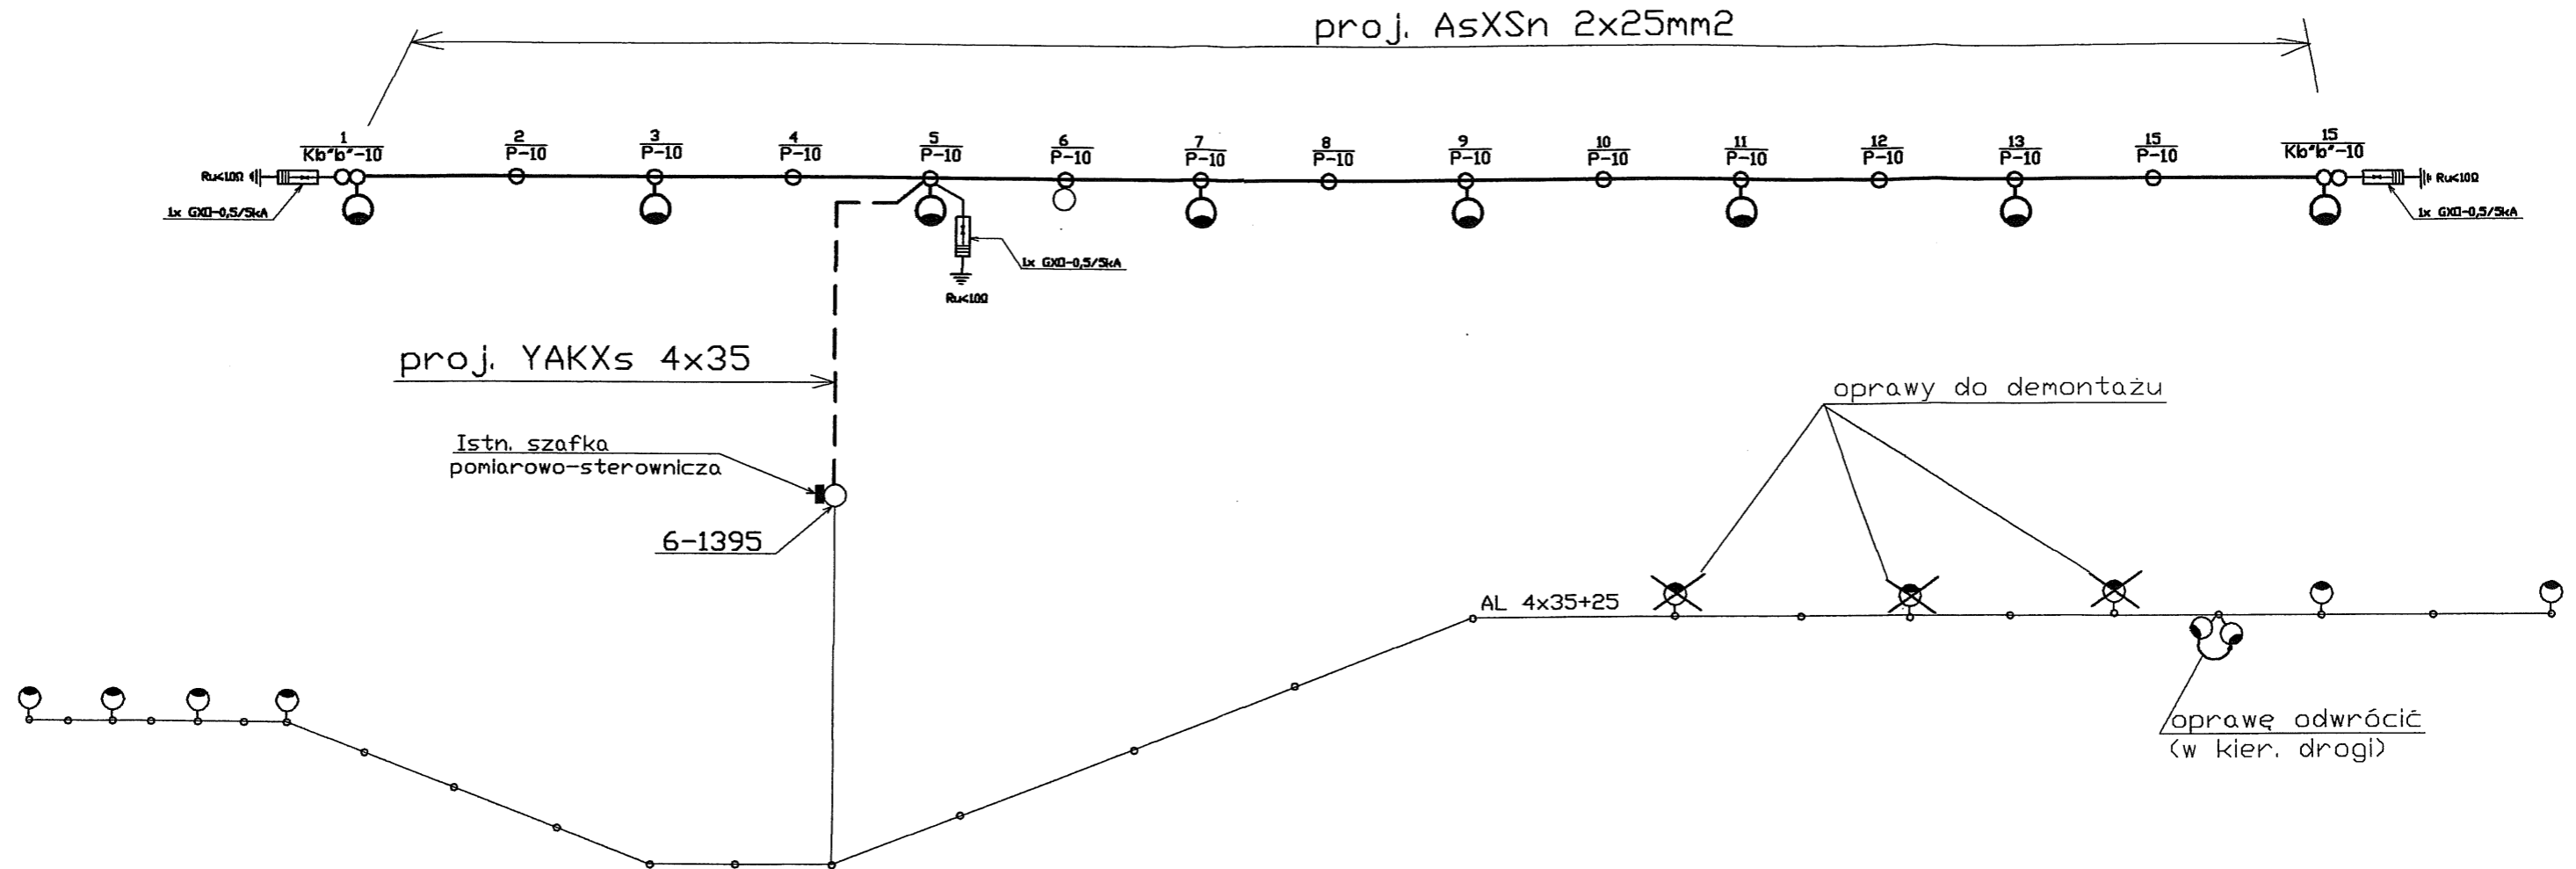 proj. AsXSn 2x25mm2
1
Kb"b"-10
2
P-10
3
P-10
4
P-10
5
P-10
6
P-10
7
P-10
8
P-10
9
P-10
10
P-10
11
P-10
12
P-10
13
P-10
15
P-10
15
Kb"b"-10
Ru<10Ω
Ru<10Ω
1x GXO-0,5/5kA
1x GXO-0,5/5kA
1x GXO-0,5/5kA
Ru<10Ω
proj. YAKXs 4x35
oprawy do demontażu
Istn. szafka
pomiarowo-sterownicza
6-1395
AL 4x35+25
oprawę odwrócić
(w kier. drogi)